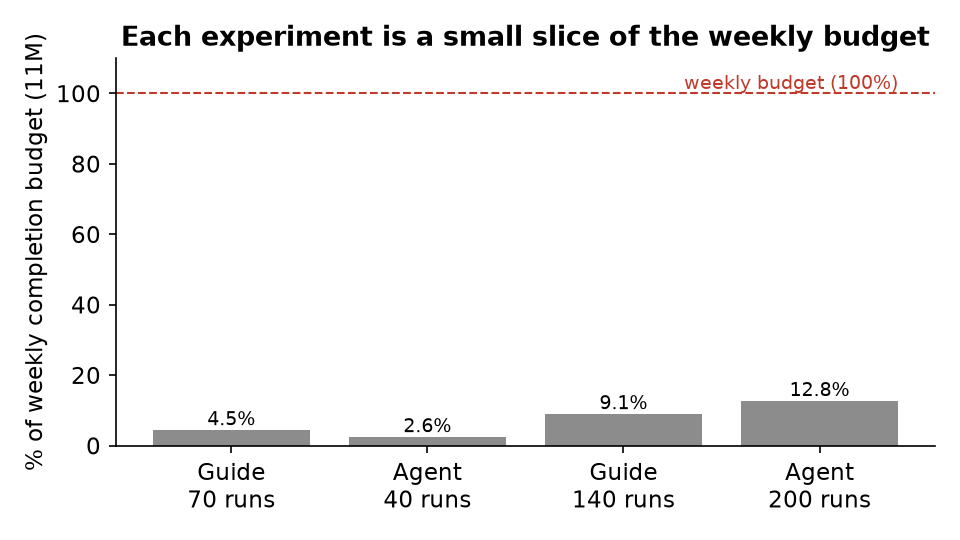 Each experiment is a small slice of the weekly budget
% of weekly completion budget (11M)
100
80
60
40
20
0
weekly budget (100%)
4.5%
2.6%
9.1%
12.8%
Guide
70 runs
Agent
40 runs
Guide
140 runs
Agent
200 runs